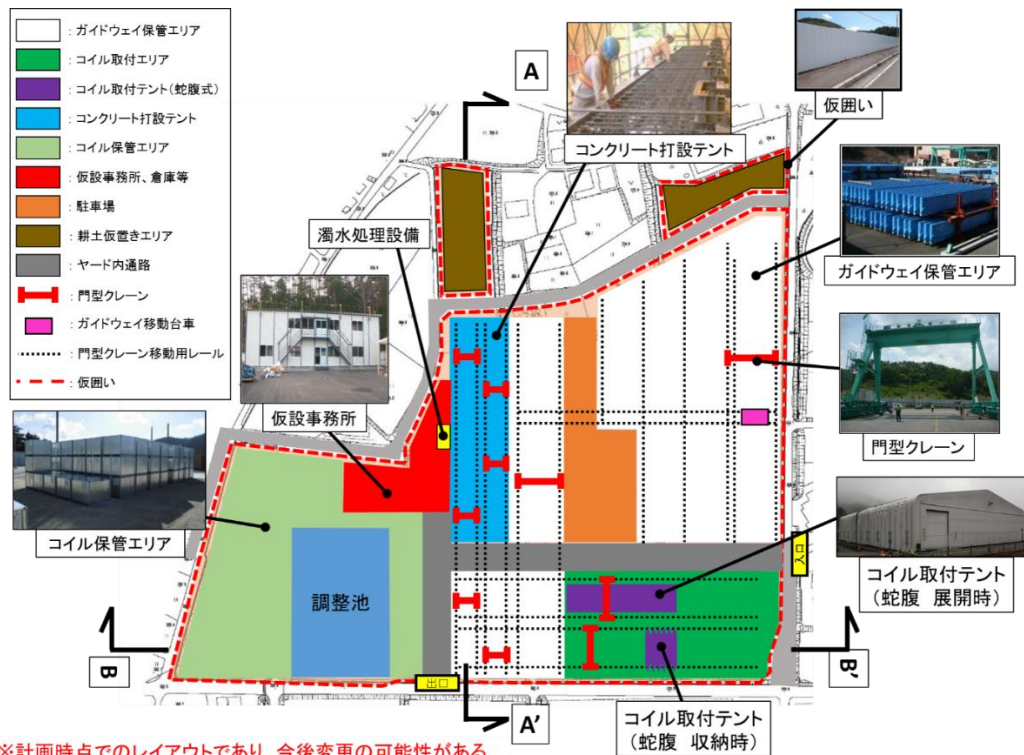 : ガイドウェイ保管エリア
: コイル取付エリア
: コイル取付テント(蛇腹式)
: コンクリート打設テント
: コイル保管エリア
: 仮設事務所、倉庫等
: 駐車場
: 耕土仮置きエリア
: ヤード内通路
: 門型クレーン
: ガイドウェイ移動台車
: 門型クレーン移動用レール
: 仮囲い
A
仮囲い
コンクリート打設テント
濁水処理設備
ガイドウェイ保管エリア
仮設事務所
門型クレーン
コイル保管エリア
入口
コイル取付テント
(蛇腹 展開時)
調整池
B
B'
出口
A'
コイル取付テント
(蛇腹 収納時)
※計画時点でのレイアウトであり、今後変更の可能性がある